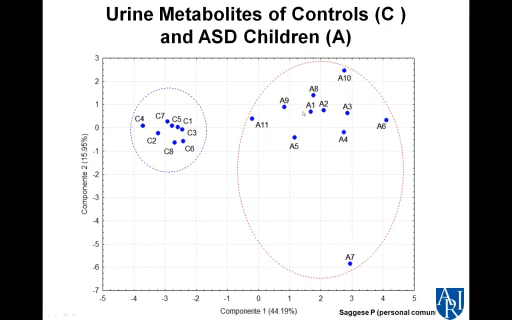 Urine Metabolites of Controls (C )
and ASD Children (A)
3
2
1
0
-1
-2
-3
-4
-5
-6
-7
Componente 2 (15.95%)
C4
C7
C5
C1
C3
C2
C8
C6
A10
A8
A9
A1
A2
A3
A11
A6
A5
A4
A7
-5
-4
-3
-2
-1
0
1
2
3
4
5
Componente 1 (44.19%)
Saggese P (personal comun